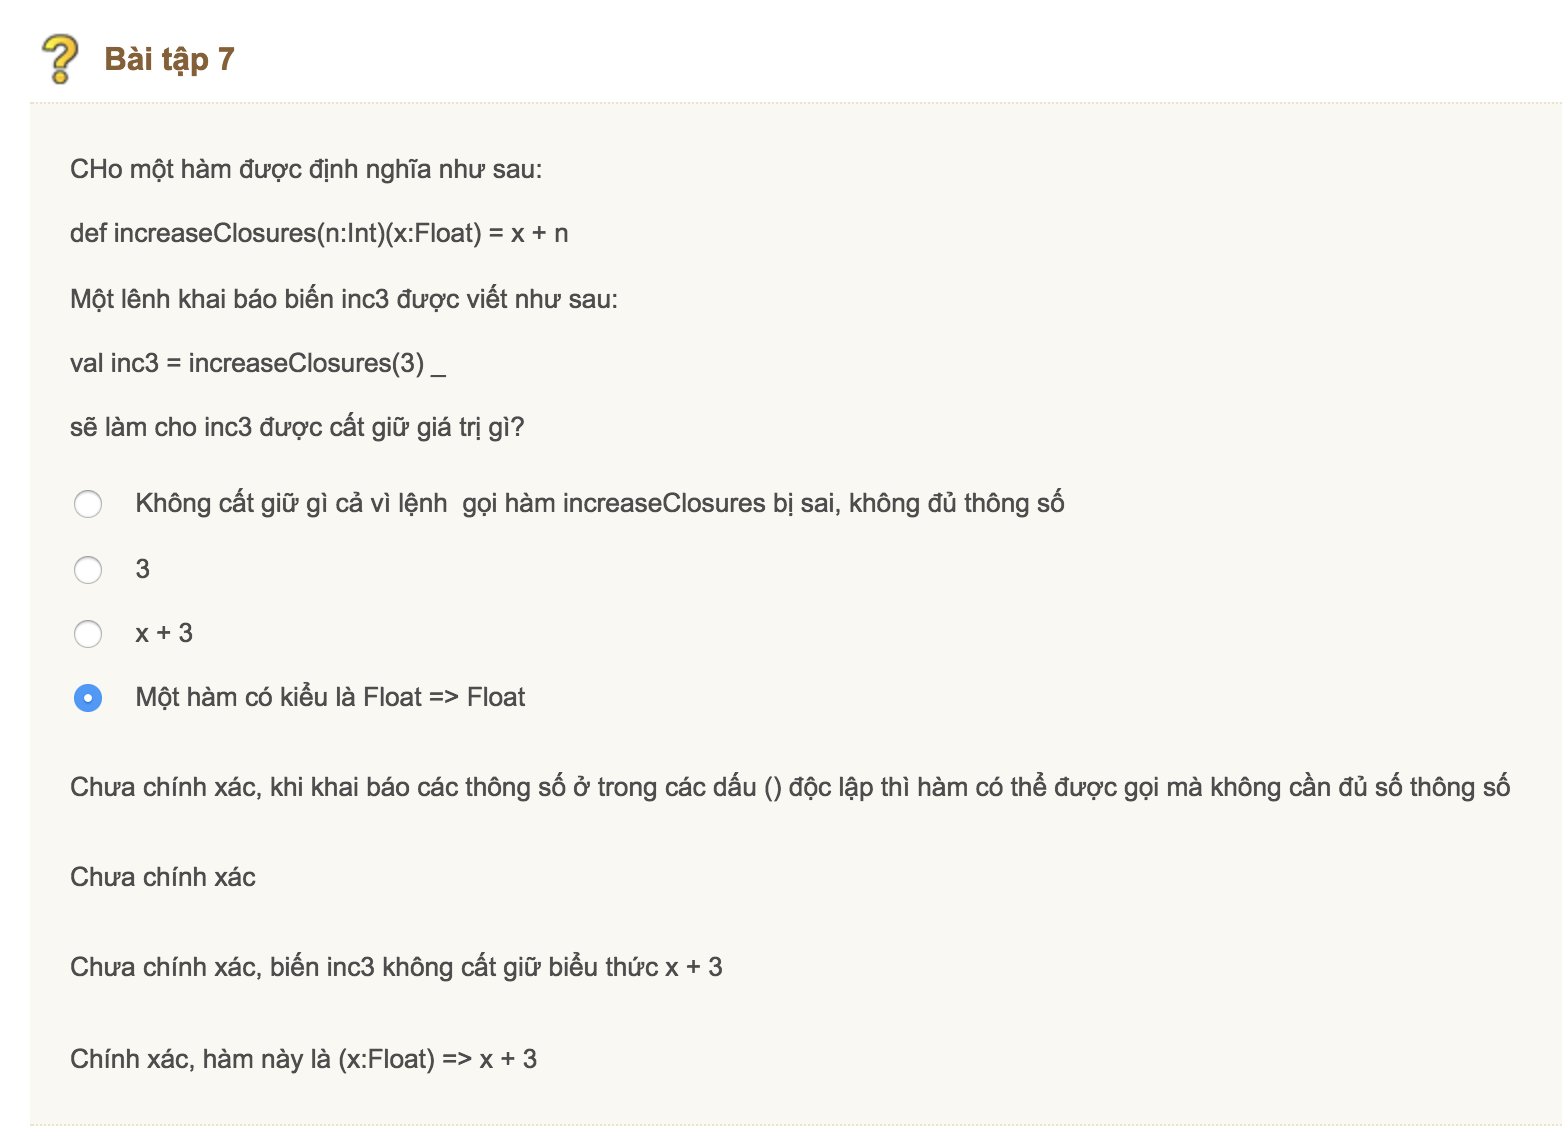 Bài tập 7
CHo một hàm được định nghĩa như sau:
def increaseClosures(n:Int)(x:Float) = x + n
Một lênh khai báo biến inc3 được viết như sau:
val inc3 = increaseClosures(3) _
sẽ làm cho inc3 được cất giữ giá trị gì?
Không cất giữ gì cả vì lệnh  gọi hàm increaseClosures bị sai, không đủ thông số
3
x + 3
Một hàm có kiểu là Float => Float
Chưa chính xác, khi khai báo các thông số ở trong các dấu () độc lập thì hàm có thể được gọi mà không cần đủ số thông số
Chưa chính xác
Chưa chính xác, biến inc3 không cất giữ biểu thức x + 3
Chính xác, hàm này là (x:Float) => x + 3